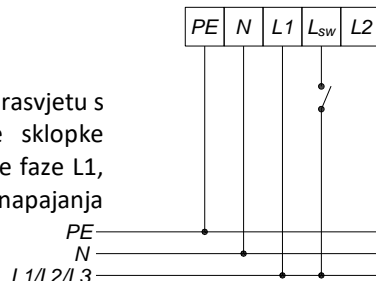 PE N L1 Lsw L2
rasvjetu s
sklopke
e faze L1,
napajanja
PE
N
L1/L2/L3